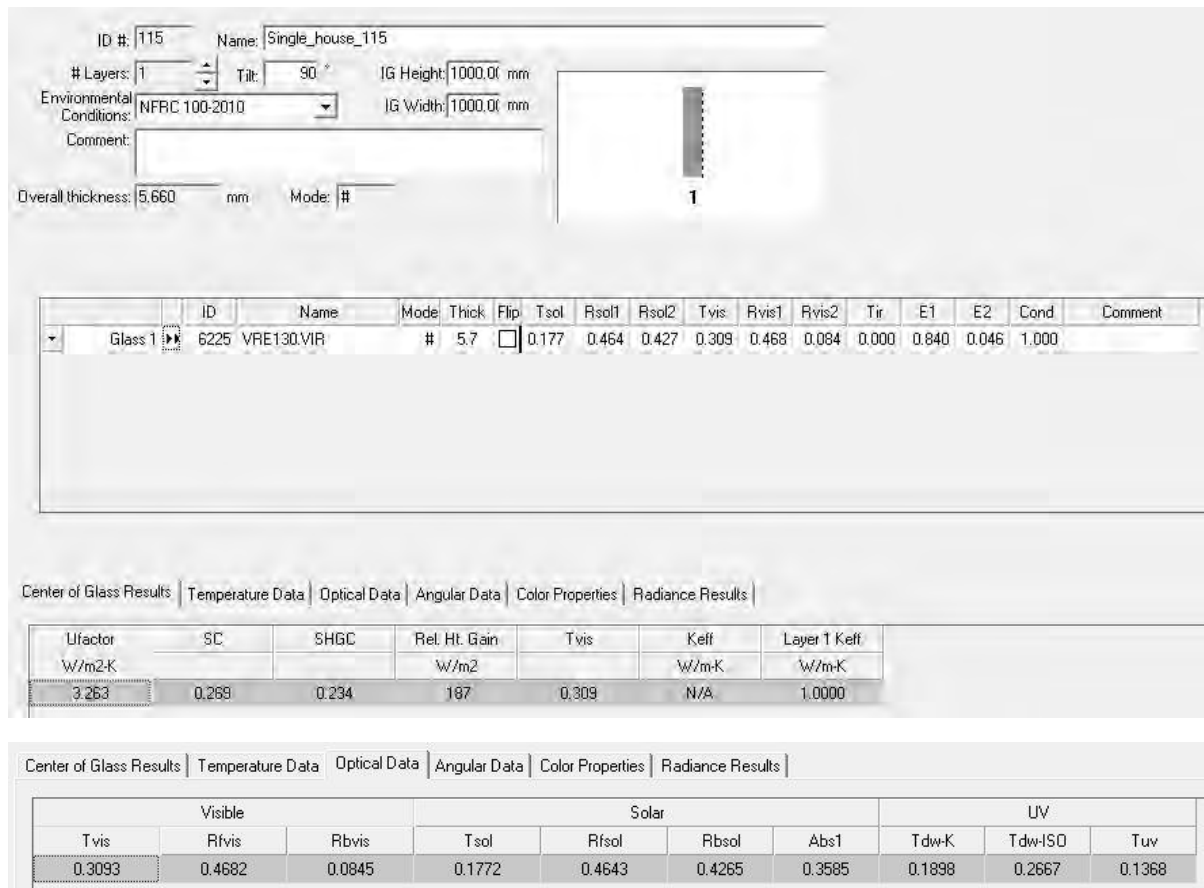 ID #: 115 Name: Single_house_115
# Layers: 1 Tilt: 90 ° IG Height: 1000.0( mm
Environmental Conditions: NFRC 100-2010 IG Width: 1000.0( mm
Comment:
Overall thickness: 5.660 mm Mode: #
1
ID Name Mode Thick Flip Tsol Rsol1 Rsol2 Tvis Rvis1 Rvis2 Tir E1 E2 Cond Comment
Glass 1 6225 VRE130.VIR # 5.7 0.177 0.464 0.427 0.309 0.468 0.084 0.000 0.840 0.046 1.000
Center of Glass Results Temperature Data Optical Data Angular Data Color Properties Radiance Results
Ufactor SC SHGC Rel. Ht. Gain Tvis Keff Layer 1 Keff
W/m2-K W/m2 W/m-K W/m-K
3.263 0.269 0.234 187 0.309 N/A 1.0000
Center of Glass Results Temperature Data Optical Data Angular Data Color Properties Radiance Results
Visible Solar UV
Tvis Rfvis Rbvis Tsol Rfsol Rbsol Abs1 Tdw-K Tdw-ISO Tuv
0.3093 0.4682 0.0845 0.1772 0.4643 0.4265 0.3585 0.1898 0.2667 0.1368